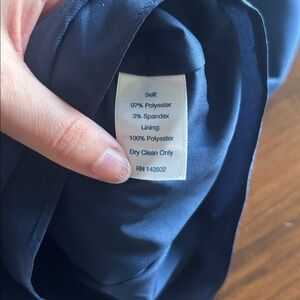 Self:
97% Polyester
3% Spandex
Lining:
100% Polyester
Dry Clean Only
RN 142602